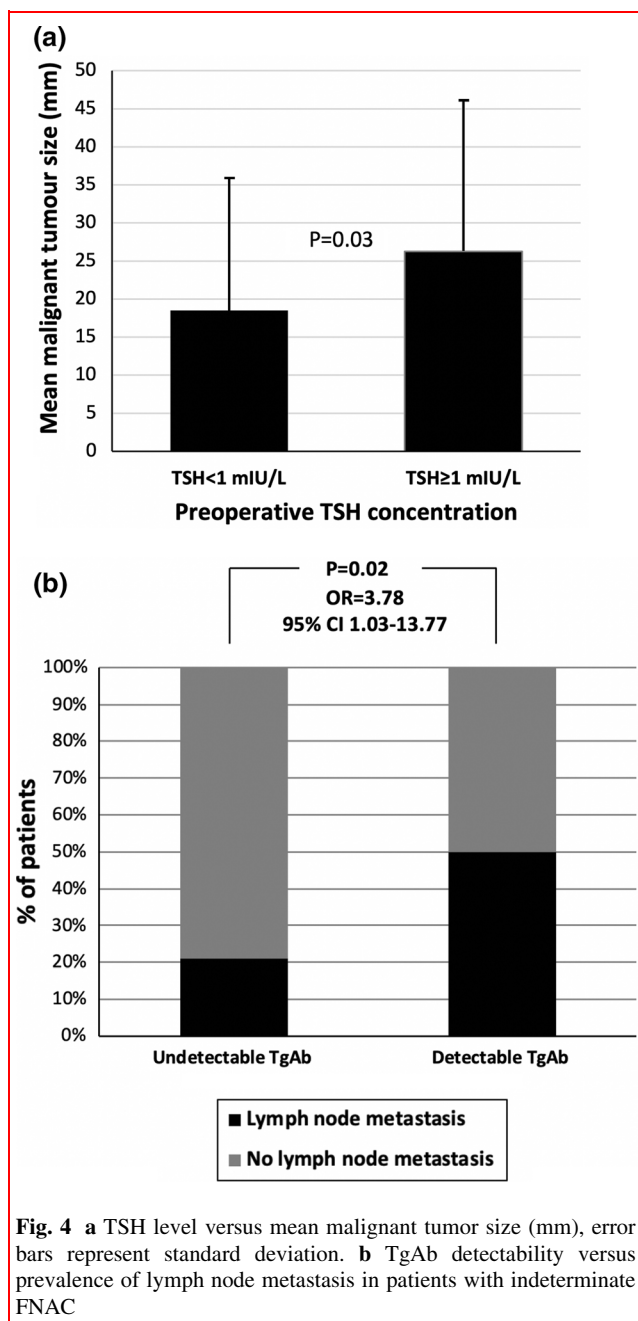 (a)
50
45
40
35
30
25
20
15
10
5
0
Mean malignant tumour size (mm)
P=0.03
TSH<1 mIU/L TSH≥1 mIU/L
Preoperative TSH concentration
(b)
P=0.02
OR=3.78
95% CI 1.03-13.77
100%
90%
80%
70%
60%
50%
40%
30%
20%
10%
0%
% of patients
Undetectable TgAb Detectable TgAb
Lymph node metastasis
No lymph node metastasis
Fig. 4 a TSH level versus mean malignant tumor size (mm), error
bars represent standard deviation. b TgAb detectability versus
prevalence of lymph node metastasis in patients with indeterminate
FNAC